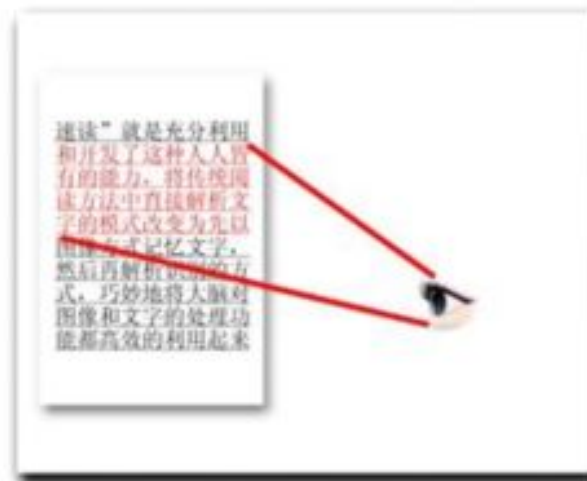 速读”就是充分利用
和开发了这种人人皆
有的能力，将传统阅
读方法中直接解析文
字的模式改变为先以
图像方式记忆文字，
然后再解析识别的方
式，巧妙地将大脑对
图像和文字的处理功
能都高效的利用起来